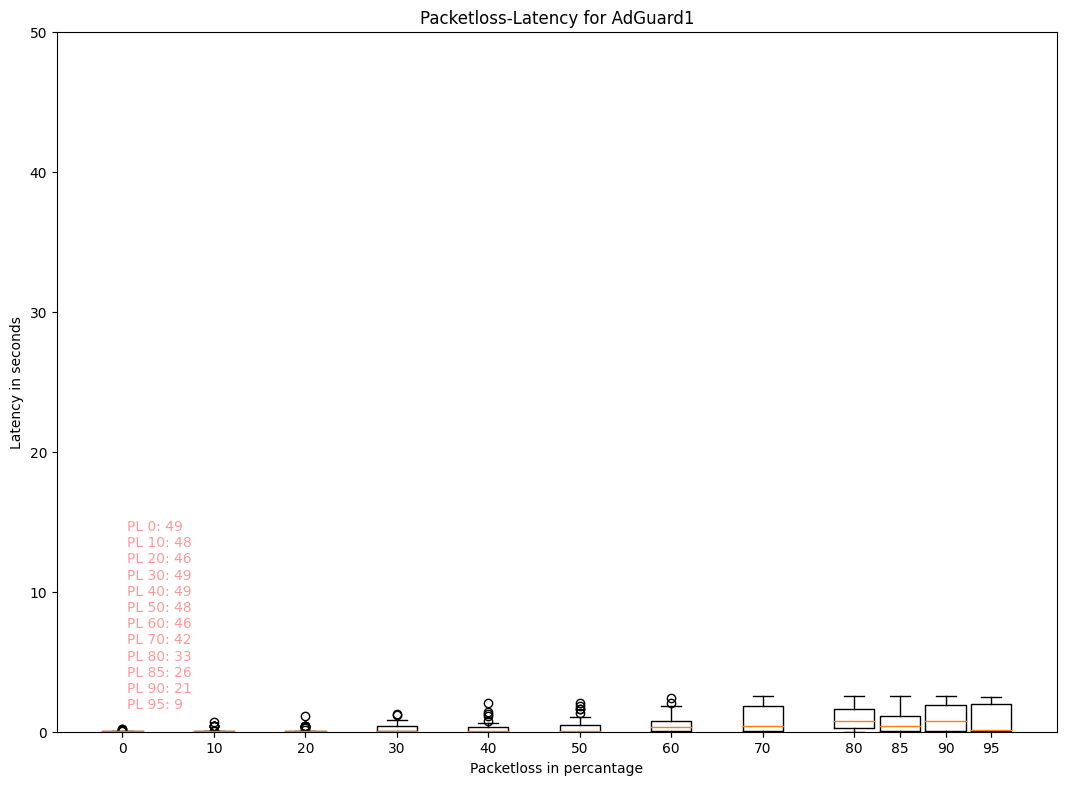 Packetloss-Latency for AdGuard1
50
40
30
20
10
0
Latency in seconds
PL 0: 49
PL 10: 48
PL 20: 46
PL 30: 49
PL 40: 49
PL 50: 48
PL 60: 46
PL 70: 42
PL 80: 33
PL 85: 26
PL 90: 21
PL 95: 9
0 10 20 30 40 50 60 70 80 85 90 95
Packetloss in percantage